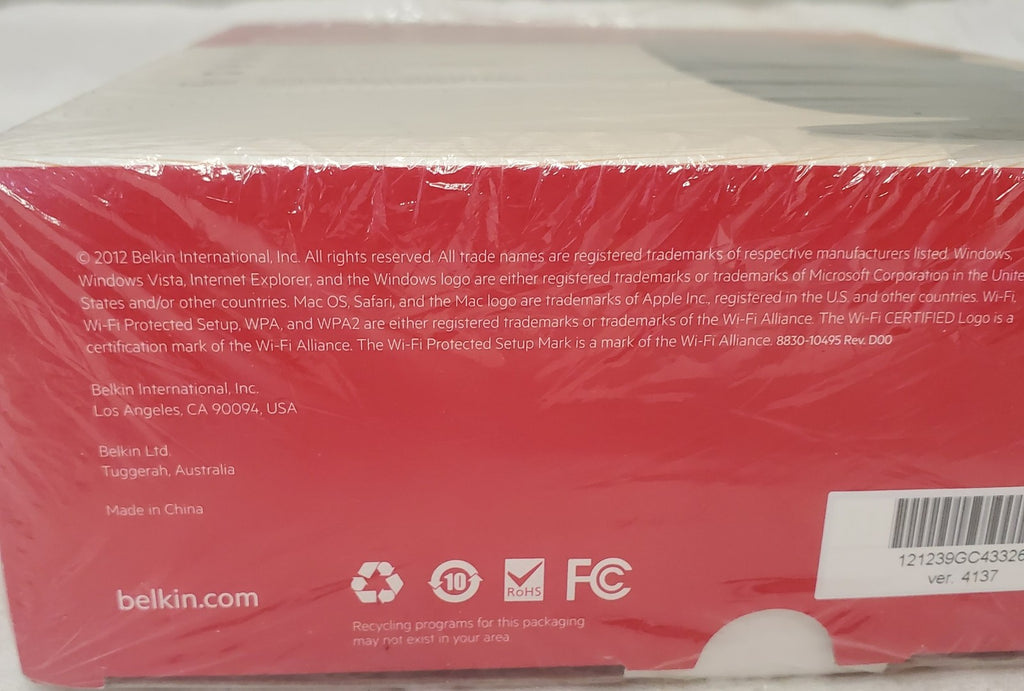 © 2012 Belkin International, Inc. All rights reserved. All trade names are registered trademarks of respective manufacturers listed. Windows,
Windows Vista, Internet Explorer, and the Windows logo are either registered trademarks or trademarks of Microsoft Corporation in the Unite
States and/or other countries. Mac OS, Safari, and the Mac logo are trademarks of Apple Inc., registered in the U.S. and other countries. Wi-Fi,
Wi-Fi Protected Setup, WPA, and WPA2 are either registered trademarks or trademarks of the Wi-Fi Alliance. The Wi-Fi CERTIFIED Logo is a
certification mark of the Wi-Fi Alliance. The Wi-Fi Protected Setup Mark is a mark of the Wi-Fi Alliance. 8830-10495 Rev. D00
Belkin International, Inc.
Los Angeles, CA 90094, USA
Belkin Ltd.
Tuggerah, Australia
Made in China
belkin.com
10
RoHS
FC
Recycling programs for this packaging
may not exist in your area.
121239GC43326
ver. 4137